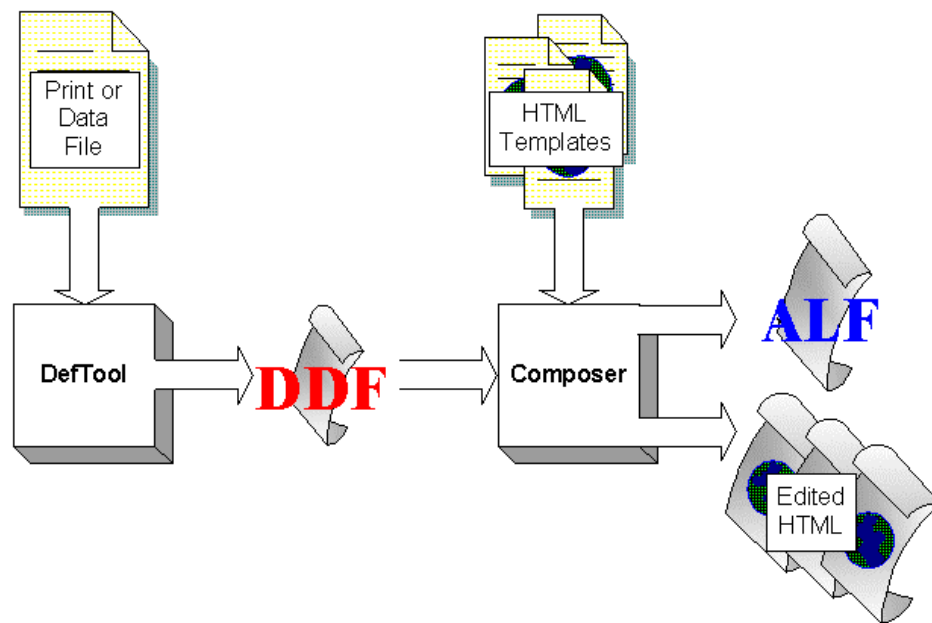 Print or
Data
File
HTML
Templates
DefTool
DDF
Composer
ALF
Edited
HTML